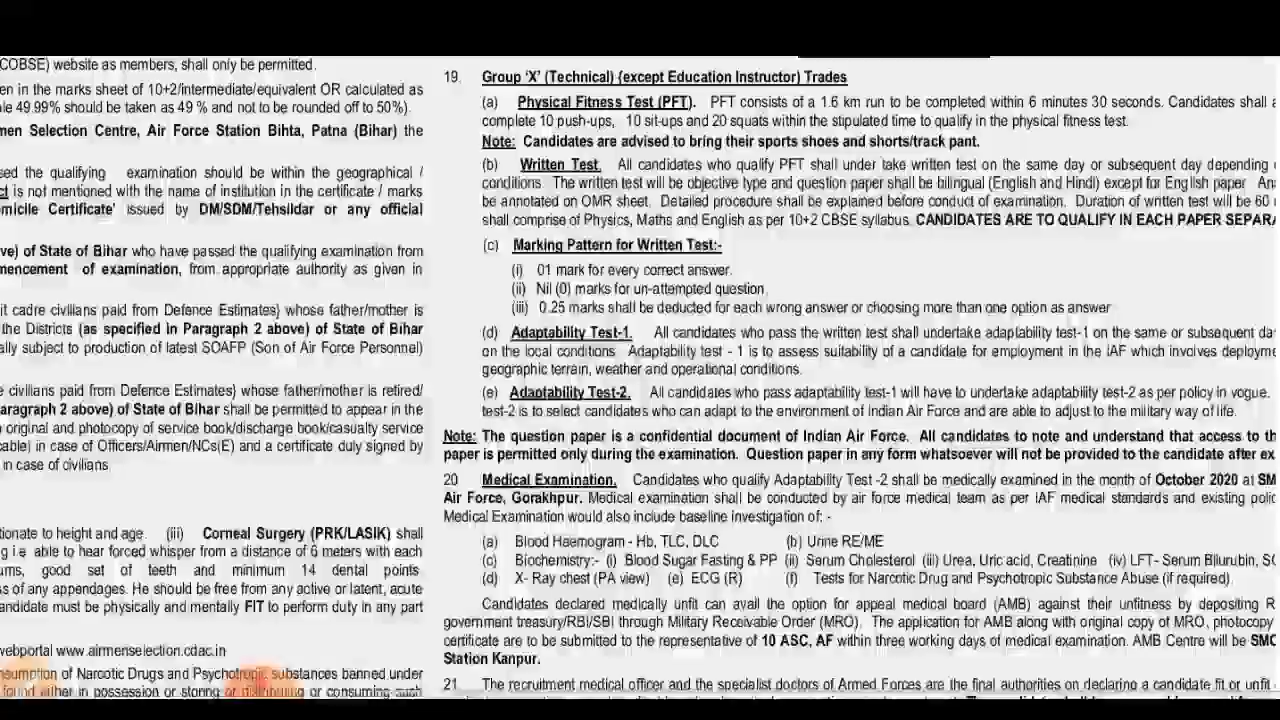 COBSE) website as members, shall only be permitted.
en in the marks sheet of 10+2/intermediate/equivalent OR calculated as
le 49.99% should be taken as 49 % and not to be rounded off to 50%).
men Selection Centre, Air Force Station Bihta, Patna (Bihar) the
sed the qualifying examination should be within the geographical /
ct is not mentioned with the name of institution in the certificate / marks
omicile Certificate' issued by DM/SDM/Tehsildar or any official
ve) of State of Bihar who have passed the qualifying examination from
mencement of examination, from appropriate authority as given in
it cadre civilians paid from Defence Estimates) whose father/mother is
the Districts (as specified in Paragraph 2 above) of State of Bihar
ally subject to production of latest SOAFP (Son of Air Force Personnel)
e civilians paid from Defence Estimates) whose father/mother is retired/
aragraph 2 above) of State of Bihar shall be permitted to appear in the
original and photocopy of service book/discharge book/casualty service
cable) in case of Officers/Airmen/NCs(E) and a certificate duly signed by
in case of civilians
tionate to height and age. (iii) Corneal Surgery (PRK/LASIK) shall
g i.e able to hear forced whisper from a distance of 6 meters with each
ums, good set of teeth and minimum 14 dental points
s of any appendages. He should be free from any active or latent, acute
andidate must be physically and mentally FIT to perform duty in any part
webportal www.airmenselection.cdac.in
nsumption of Narcotic Drugs and Psychotropic substances banned under
found either in possession or storing or distributing or consuming such
19. Group 'X' (Technical) {except Education Instructor) Trades
(a) Physical Fitness Test (PFT). PFT consists of a 1.6 km run to be completed within 6 minutes 30 seconds. Candidates shall a
complete 10 push-ups, 10 sit-ups and 20 squats within the stipulated time to qualify in the physical fitness test.
Note: Candidates are advised to bring their sports shoes and shorts/track pant.
(b) Written Test. All candidates who qualify PFT shall under take written test on the same day or subsequent day depending
conditions. The written test will be objective type and question paper shall be bilingual (English and Hindi) except for English paper An
be annotated on OMR sheet. Detailed procedure shall be explained before conduct of examination. Duration of written test will be 60
shall comprise of Physics, Maths and English as per 10+2 CBSE syllabus. CANDIDATES ARE TO QUALIFY IN EACH PAPER SEPARA
(c) Marking Pattern for Written Test:-
(i) 01 mark for every correct answer.
(ii) Nil (0) marks for un-attempted question.
(iii) 0.25 marks shall be deducted for each wrong answer or choosing more than one option as answer
(d) Adaptability Test-1. All candidates who pass the written test shall undertake adaptability test-1 on the same or subsequent da
on the local conditions Adaptability test - 1 is to assess suitability of a candidate for employment in the IAF which involves deployme
geographic terrain, weather and operational conditions.
(e) Adaptability Test-2. All candidates who pass adaptability test-1 will have to undertake adaptability test-2 as per policy in vogue.
test-2 is to select candidates who can adapt to the environment of Indian Air Force and are able to adjust to the military way of life.
Note: The question paper is a confidential document of Indian Air Force. All candidates to note and understand that access to th
paper is permitted only during the examination. Question paper in any form whatsoever will not be provided to the candidate after ex
20 Medical Examination. Candidates who qualify Adaptability Test -2 shall be medically examined in the month of October 2020 at SM
Air Force, Gorakhpur. Medical examination shall be conducted by air force medical team as per IAF medical standards and existing polic
Medical Examination would also include baseline investigation of: -
(a) Blood Haemogram - Hb, TLC, DLC (b) Urine RE/ME
(c) Biochemistry:- (i) Blood Sugar Fasting & PP (ii) Serum Cholesterol (iii) Urea, Uric acid, Creatinine (iv) LFT- Serum Bilurubin, SG
(d) X- Ray chest (PA view) (e) ECG (R) (f) Tests for Narcotic Drug and Psychotropic Substance Abuse (if required)
Candidates declared medically unfit can avail the option for appeal medical board (AMB) against their unfitness by depositing R
government treasury/RBI/SBI through Military Receivable Order (MRO). The application for AMB along with original copy of MRO, photocopy
certificate are to be submitted to the representative of 10 ASC, AF within three working days of medical examination. AMB Centre will be SMC
Station Kanpur.
21 The recruitment medical officer and the specialist doctors of Armed Forces are the final authorities on declaring a candidate fit or unfit